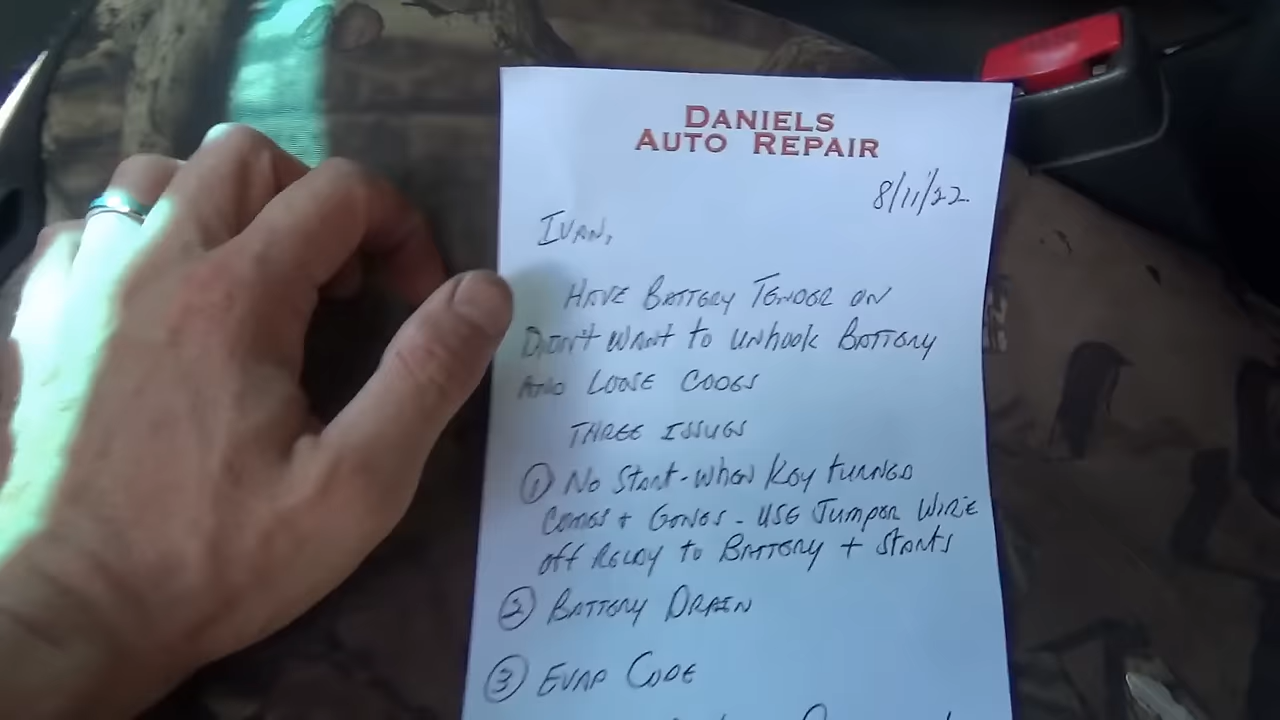 DANIELS
AUTO REPAIR
8/11/22
IVAN,
HAVE BATTERY TENDER ON
DIDN'T WANT to UNHOOK BATTERY
AND LOOSE CODES
THREE ISSUES
① No START - WHEN KEY TURNED
COMES + GOES - USE JUMPER WIRE
off RELAY to BATTERY + STARTS
② BATTERY DRAIN
③ EVAP CODE